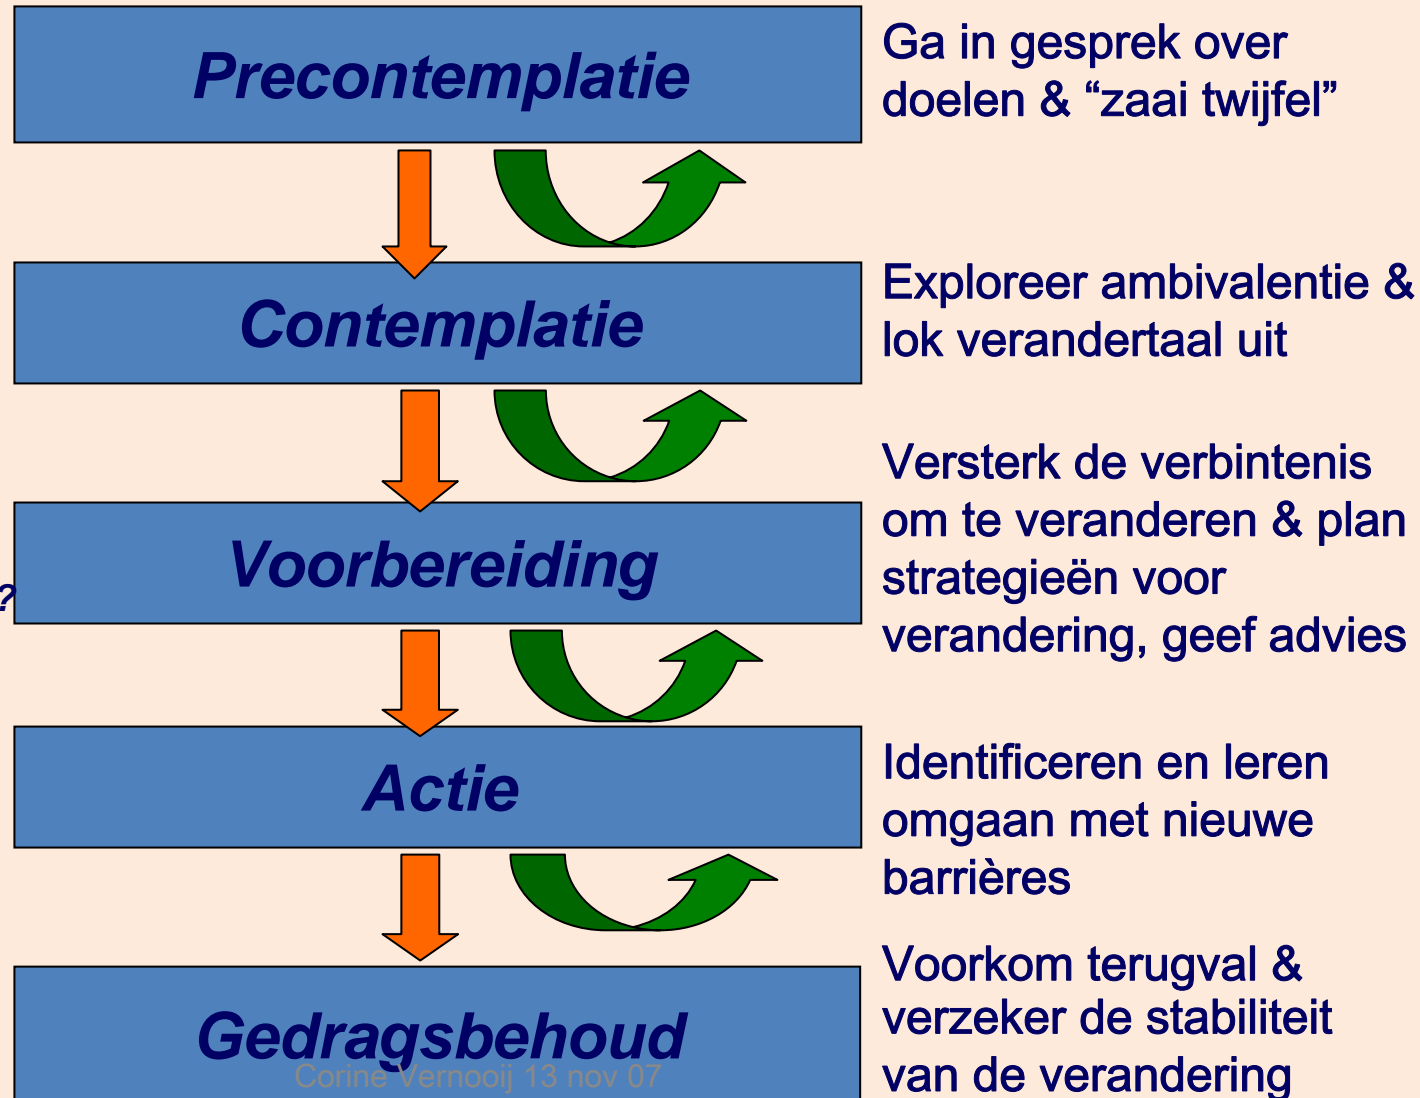 Precontemplatie
Ga in gesprek over
doelen & “zaai twijfel”
Contemplatie
Exploreer ambivalentie &
lok verandertaal uit
?
Voorbereiding
Versterk de verbintenis
om te veranderen & plan
strategieën voor
verandering, geef advies
Actie
Identificeren en leren
omgaan met nieuwe
barrières
Gedragsbehoud
Voorkom terugval &
verzeker de stabiliteit
van de verandering
Corine Vernooij 13 nov 07